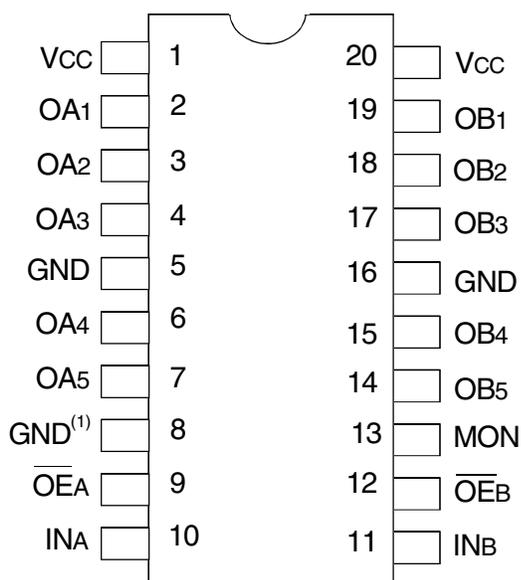 VCC 1 20 VCC
OA1 2 19 OB1
OA2 3 18 OB2
OA3 4 17 OB3
GND 5 16 GND
OA4 6 15 OB4
OA5 7 14 OB5
GND(1) 8 13 MON
OEA 9 12 OEB
INA 10 11 INB